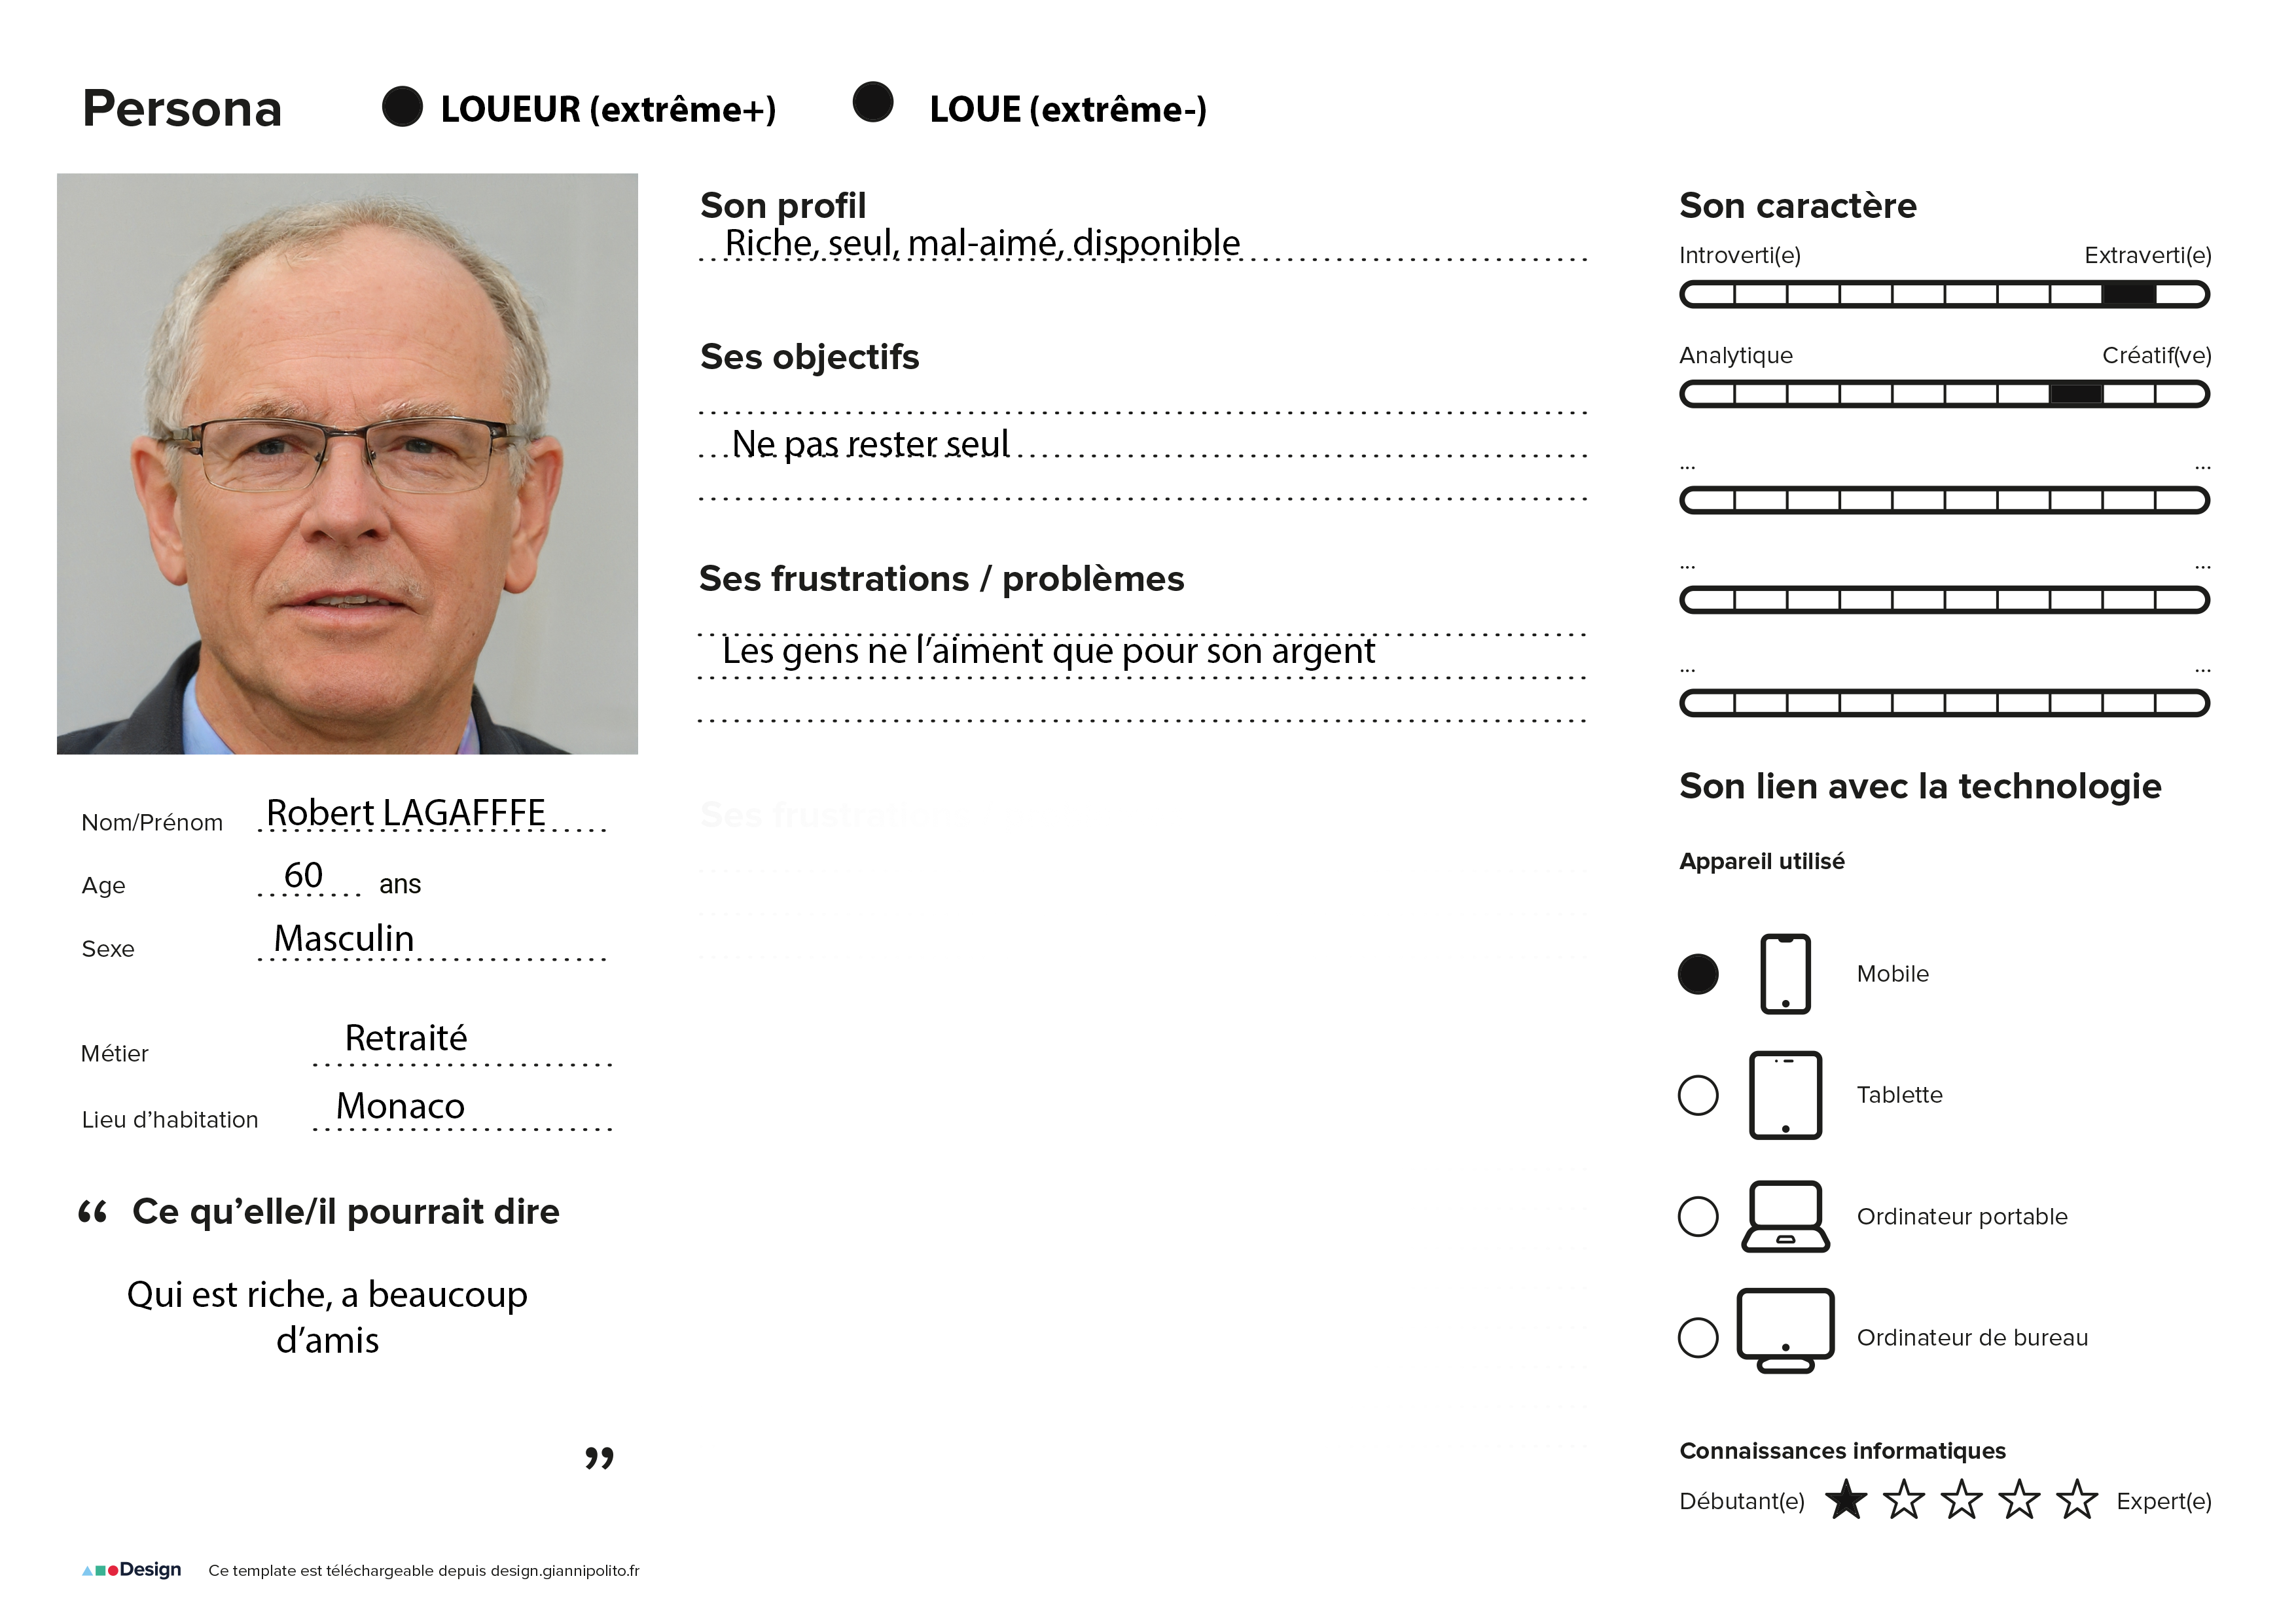 Persona
LOUEUR (extrême+)
LOUE (extrême-)
Son profil
Riche, seul, mal-aimé, disponible
Ses objectifs
Ne pas rester seul
Ses frustrations / problèmes
Les gens ne l’aiment que pour son argent
Ses frustration
Nom/Prénom Robert LAGAFFFE
Age 60 ans
Sexe Masculin
Métier Retraité
Lieu d’habitation Monaco
“ Ce qu’elle/il pourrait dire
Qui est riche, a beaucoup
d’amis
”
Son caractère
Introverti(e) Extraverti(e)
Analytique Créatif(ve)
... ...
... ...
... ...
Son lien avec la technologie
Appareil utilisé
Mobile
Tablette
Ordinateur portable
Ordinateur de bureau
Connaissances informatiques
Débutant(e) Expert(e)
Design Ce template est téléchargeable depuis design.giannipolito.fr